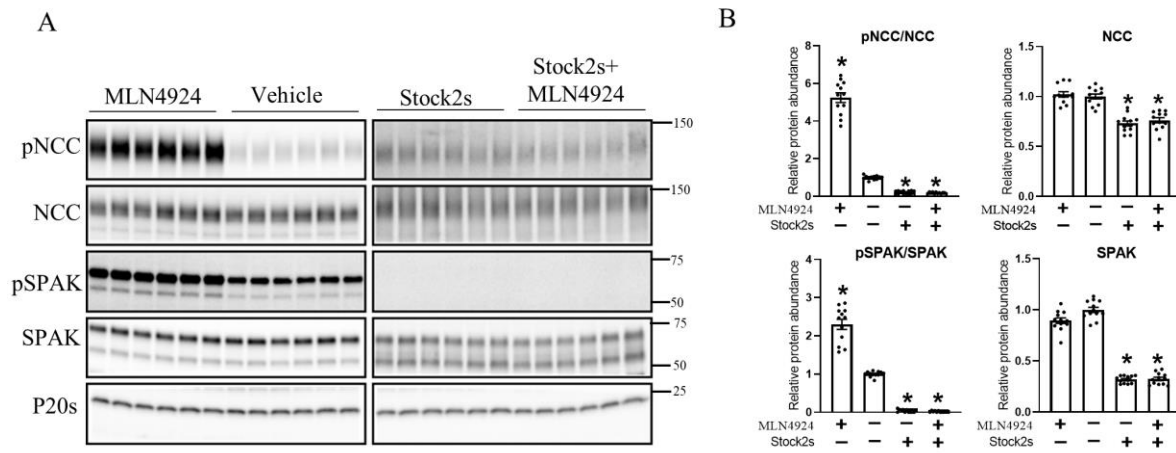 A
MLN4924
Vehicle
Stock2s
Stock2s+
MLN4924
pNCC
150
NCC
150
pSPAK
75
50
SPAK
75
50
P20s
25
B
pNCC/NCC
Relative protein abundance
8
6
4
2
0
*
*
*
MLN4924 + − − +
Stock2s − − + +
NCC
Relative protein abundance
1.5
1.0
0.5
0.0
*
*
MLN4924 + − − +
Stock2s − − + +
pSPAK/SPAK
Relative protein abundance
4
3
2
1
0
*
*
*
MLN4924 + − − +
Stock2s − − + +
SPAK
Relative protein abundance
1.5
1.0
0.5
0.0
*
*
MLN4924 + − − +
Stock2s − − + +